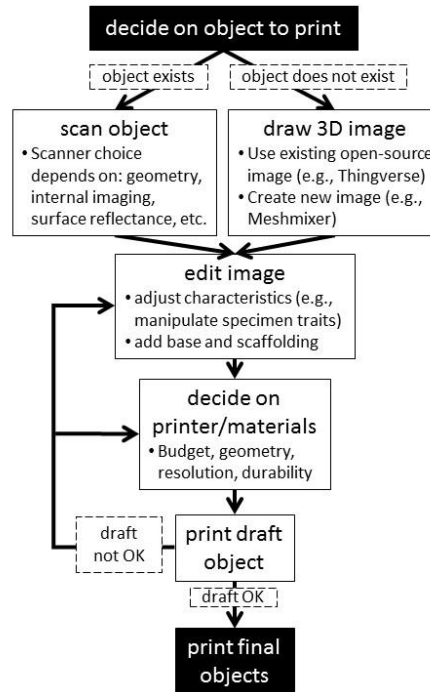 decide on object to print
object exists
object does not exist
scan object
• Scanner choice
depends on: geometry,
internal imaging,
surface reflectance, etc.
draw 3D image
• Use existing open-source
image (e.g., Thingverse)
• Create new image (e.g.,
Meshmixer)
edit image
• adjust characteristics (e.g.,
manipulate specimen traits)
• add base and scaffolding
decide on
printer/materials
• Budget, geometry,
resolution, durability
draft
not OK
print draft
object
draft OK
print final
objects